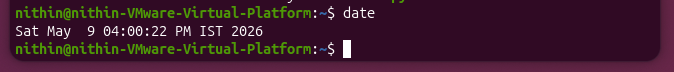 nithin@nithin-VMware-Virtual-Platform:~$ date
Sat May  9 04:00:22 PM IST 2026
nithin@nithin-VMware-Virtual-Platform:~$